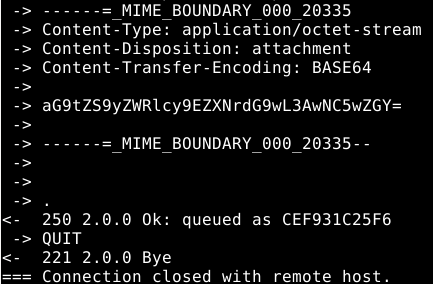 -> ------=_MIME_BOUNDARY_000_20335
-> Content-Type: application/octet-stream
-> Content-Disposition: attachment
-> Content-Transfer-Encoding: BASE64
->
-> aG9tZS9yZWRlcy9EZXNrdG9wL3AwNC5wZGY=
->
-> ------=_MIME_BOUNDARY_000_20335--
->
->
-> .
<-  250 2.0.0 Ok: queued as CEF931C25F6
-> QUIT
<-  221 2.0.0 Bye
=== Connection closed with remote host.